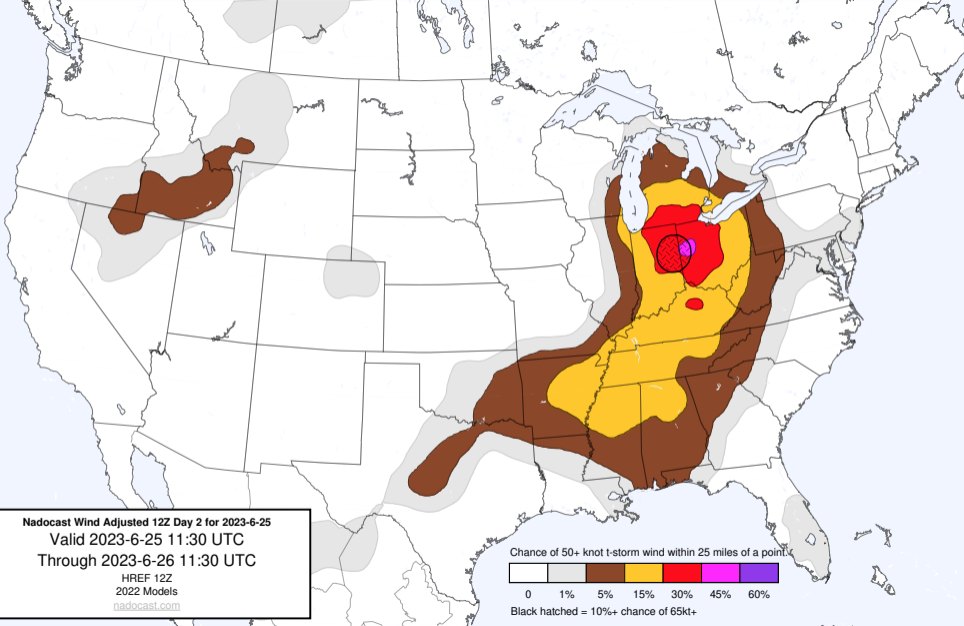 Nadocast Wind Adjusted 12Z Day 2 for 2023-6-25
Valid 2023-6-25 11:30 UTC
Through 2023-6-26 11:30 UTC
HREF 12Z
2022 Models
nadocast.com
Chance of 50+ knot t-storm wind within 25 miles of a point.
0 1% 5% 15% 30% 45% 60%
Black hatched = 10%+ chance of 65kt+